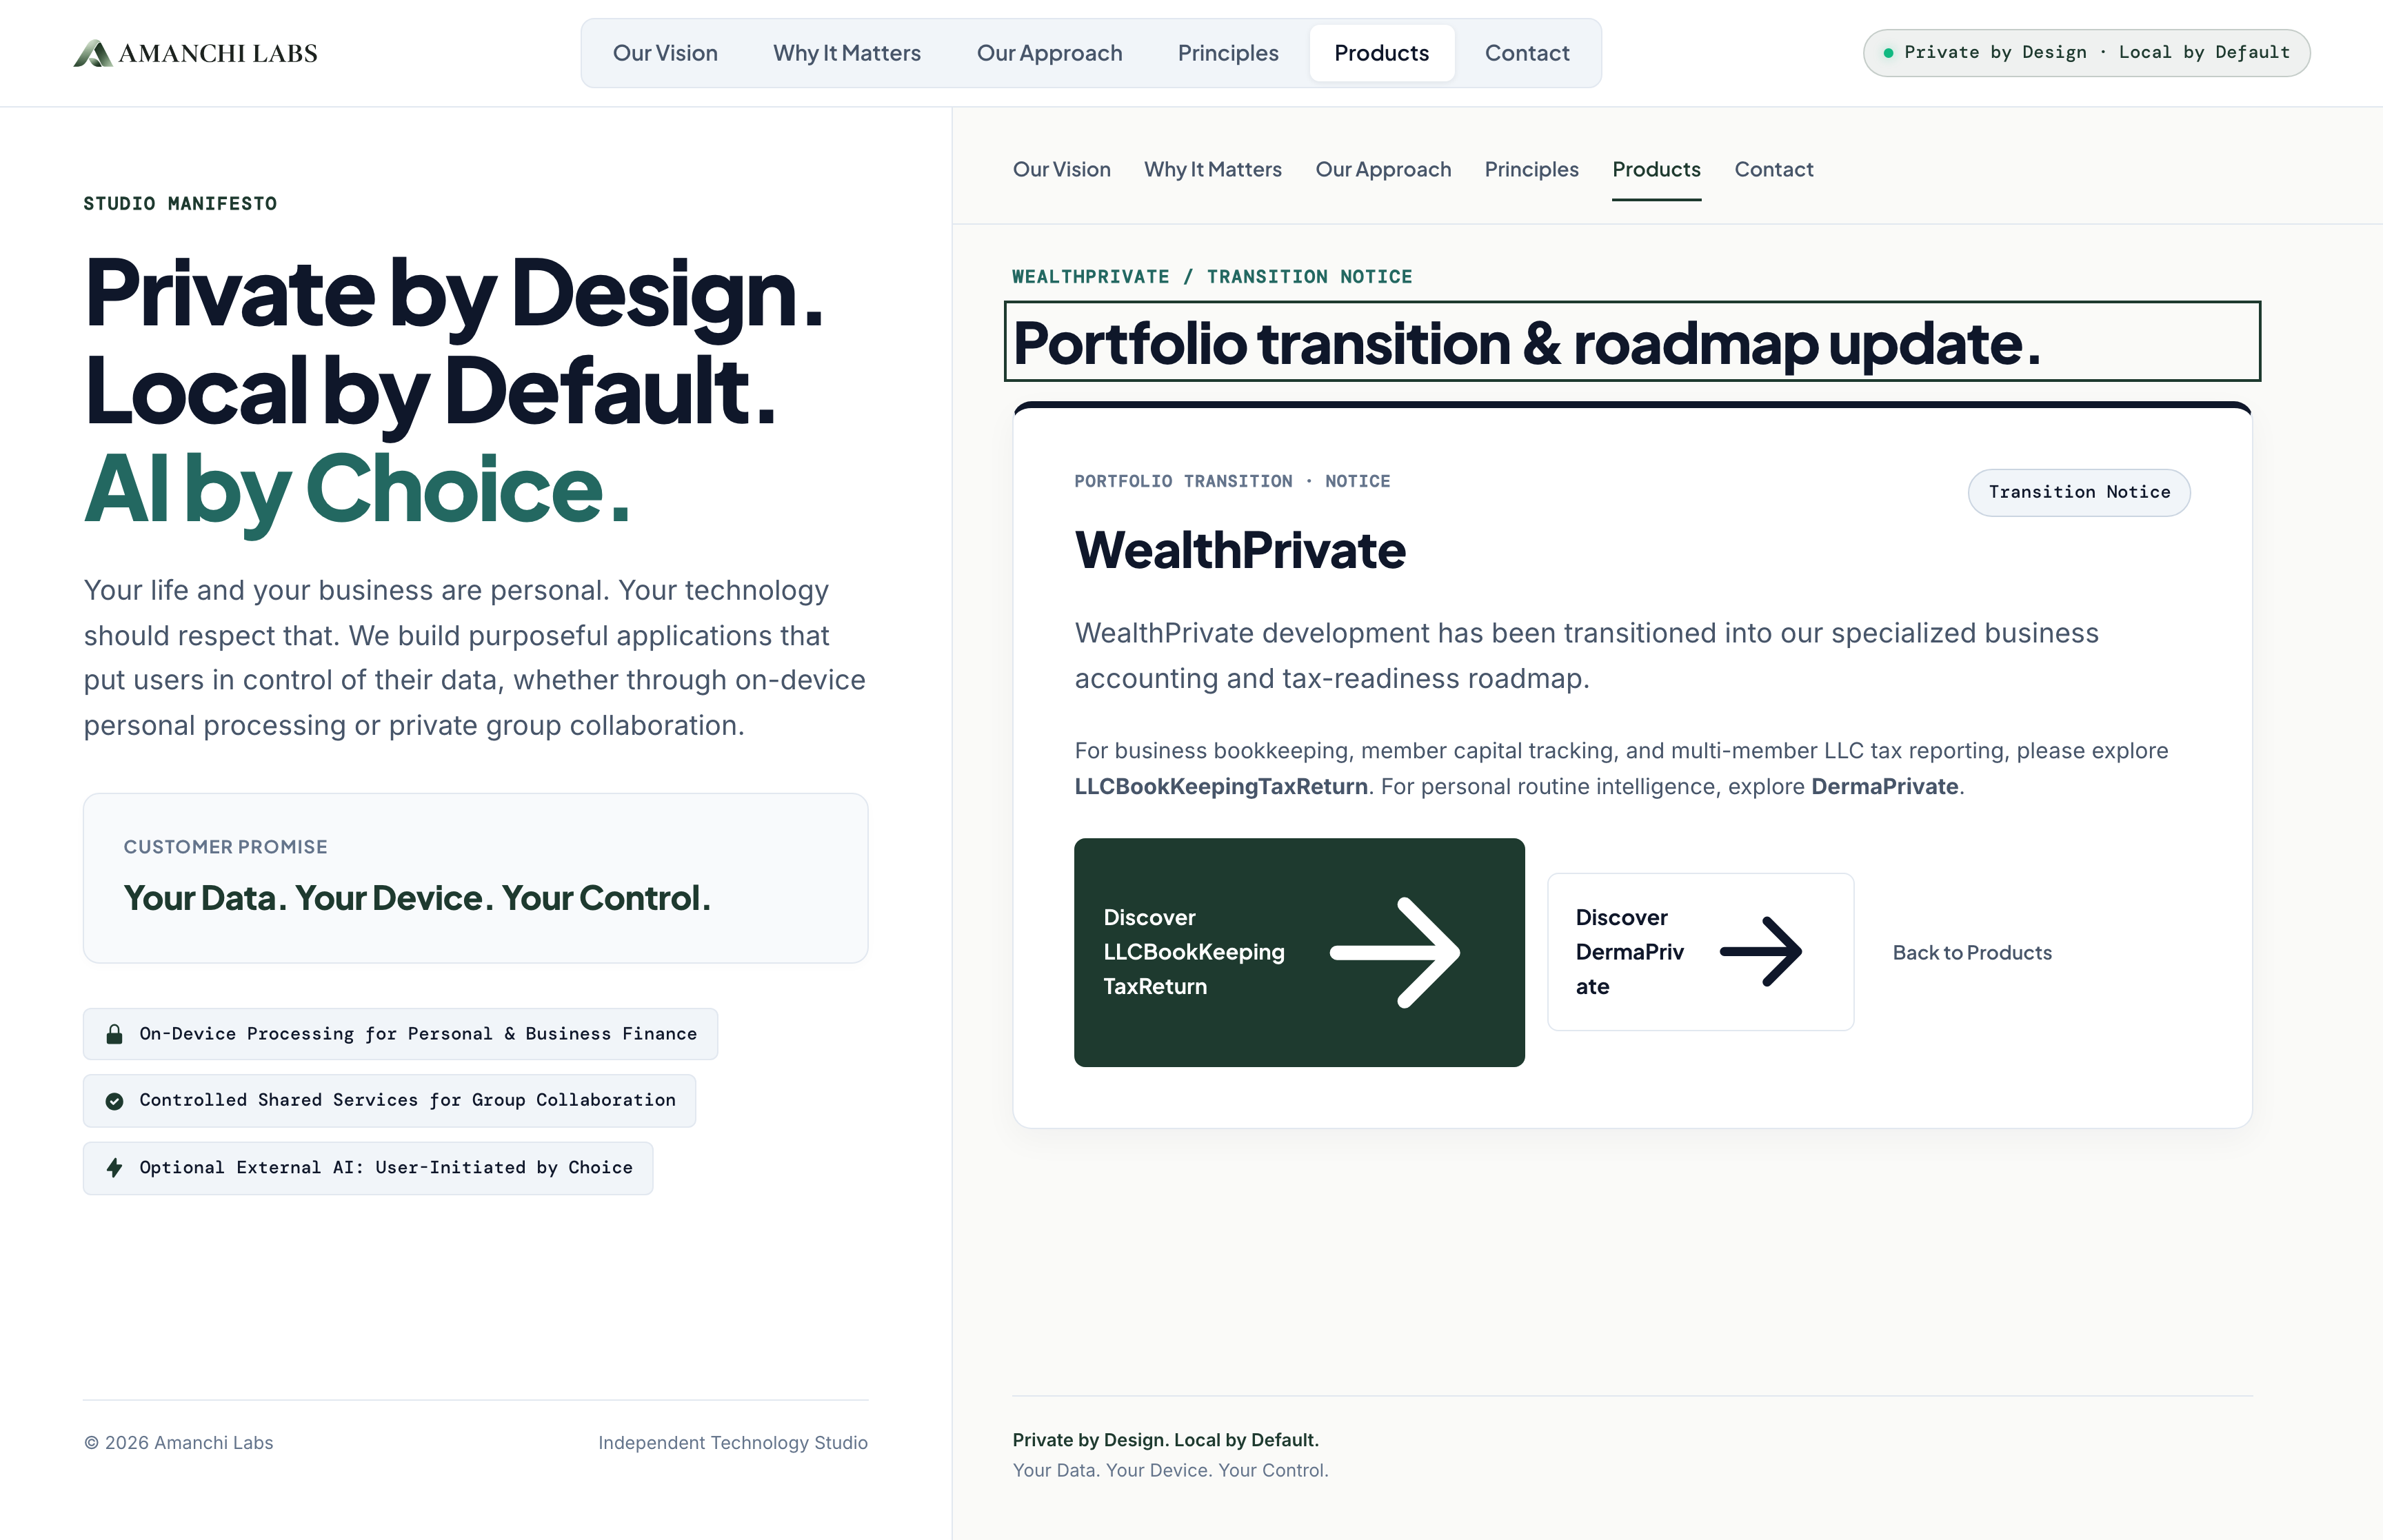 AMANCHI LABS
Our Vision
Why It Matters
Our Approach
Principles
Products
Contact
Private by Design · Local by Default
STUDIO MANIFESTO
Private by Design.
Local by Default.
AI by Choice.
Your life and your business are personal. Your technology
should respect that. We build purposeful applications that
put users in control of their data, whether through on-device
personal processing or private group collaboration.
CUSTOMER PROMISE
Your Data. Your Device. Your Control.
On-Device Processing for Personal & Business Finance
Controlled Shared Services for Group Collaboration
Optional External AI: User-Initiated by Choice
© 2026 Amanchi Labs
Independent Technology Studio
Our Vision
Why It Matters
Our Approach
Principles
Products
Contact
WEALTHPRIVATE / TRANSITION NOTICE
Portfolio transition & roadmap update.
PORTFOLIO TRANSITION · NOTICE
Transition Notice
WealthPrivate
WealthPrivate development has been transitioned into our specialized business
accounting and tax-readiness roadmap.
For business bookkeeping, member capital tracking, and multi-member LLC tax reporting, please explore
LLCBookKeepingTaxReturn. For personal routine intelligence, explore DermaPrivate.
Discover
LLCBookKeeping
TaxReturn
Discover
DermaPriv
ate
Back to Products
Private by Design. Local by Default.
Your Data. Your Device. Your Control.